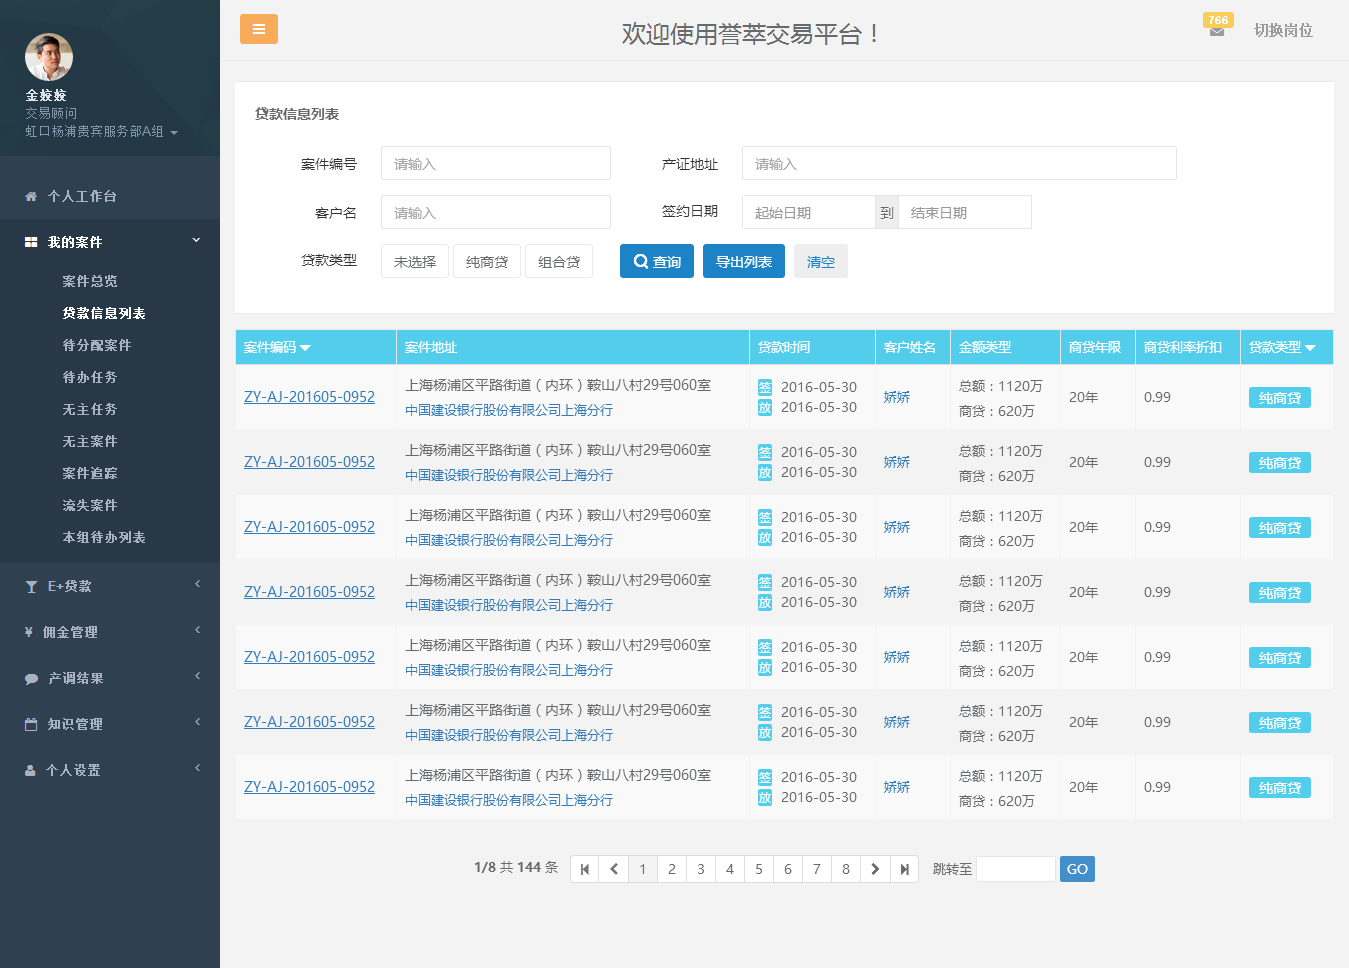 欢迎使用誉萃交易平台！
766
切换岗位
金姣姣
交易顾问
虹口杨浦贵宾服务部A组
个人工作台
我的案件
案件总览
贷款信息列表
待分配案件
待办任务
无主任务
无主案件
案件追踪
流失案件
本组待办列表
E+贷款
¥ 佣金管理
产调结果
知识管理
个人设置
贷款信息列表
案件编号 请输入 产证地址 请输入
客户名 请输入 签约日期 起始日期 到 结束日期
贷款类型 未选择 纯商贷 组合贷 查询 导出列表 清空
案件编码 案件地址 贷款时间 客户姓名 金额类型 商贷年限 商贷利率折扣 贷款类型
ZY-AJ-201605-0952 上海杨浦区平路街道（内环）鞍山八村29号060室 签 2016-05-30 娇娇 总额：1120万 20年 0.99 纯商贷
中国建设银行股份有限公司上海分行 放 2016-05-30 商贷：620万
ZY-AJ-201605-0952 上海杨浦区平路街道（内环）鞍山八村29号060室 签 2016-05-30 娇娇 总额：1120万 20年 0.99 纯商贷
中国建设银行股份有限公司上海分行 放 2016-05-30 商贷：620万
ZY-AJ-201605-0952 上海杨浦区平路街道（内环）鞍山八村29号060室 签 2016-05-30 娇娇 总额：1120万 20年 0.99 纯商贷
中国建设银行股份有限公司上海分行 放 2016-05-30 商贷：620万
ZY-AJ-201605-0952 上海杨浦区平路街道（内环）鞍山八村29号060室 签 2016-05-30 娇娇 总额：1120万 20年 0.99 纯商贷
中国建设银行股份有限公司上海分行 放 2016-05-30 商贷：620万
ZY-AJ-201605-0952 上海杨浦区平路街道（内环）鞍山八村29号060室 签 2016-05-30 娇娇 总额：1120万 20年 0.99 纯商贷
中国建设银行股份有限公司上海分行 放 2016-05-30 商贷：620万
ZY-AJ-201605-0952 上海杨浦区平路街道（内环）鞍山八村29号060室 签 2016-05-30 娇娇 总额：1120万 20年 0.99 纯商贷
中国建设银行股份有限公司上海分行 放 2016-05-30 商贷：620万
ZY-AJ-201605-0952 上海杨浦区平路街道（内环）鞍山八村29号060室 签 2016-05-30 娇娇 总额：1120万 20年 0.99 纯商贷
中国建设银行股份有限公司上海分行 放 2016-05-30 商贷：620万
1/8 共 144 条 1 2 3 4 5 6 7 8 跳转至 GO